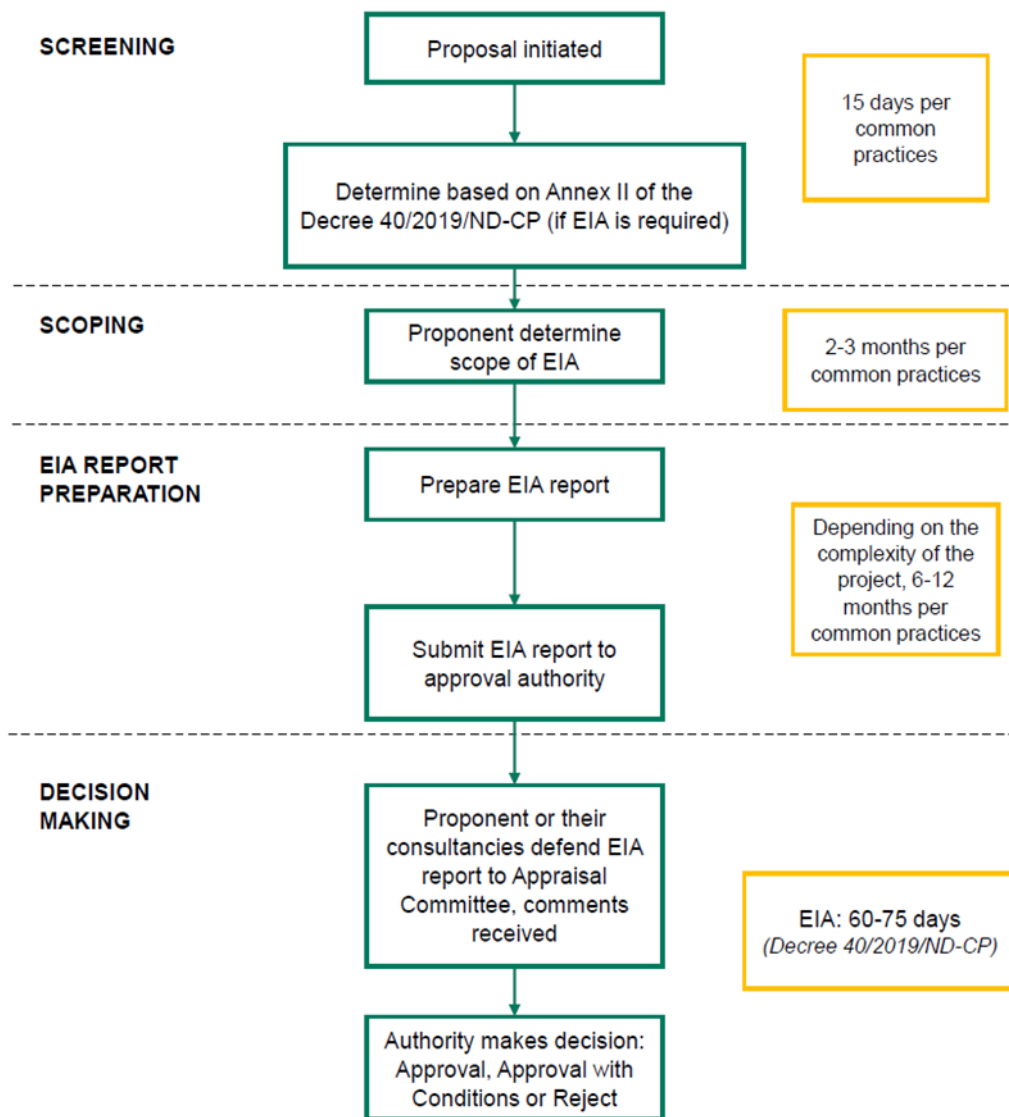 SCREENING
Proposal initiated
15 days per
common
practices
Determine based on Annex II of the
Decree 40/2019/ND-CP (if EIA is required)
SCOPING
Proponent determine
scope of EIA
2-3 months per
common practices
EIA REPORT
PREPARATION
Prepare EIA report
Depending on the
complexity of the
project, 6-12
months per
common practices
Submit EIA report to
approval authority
DECISION
MAKING
Proponent or their
consultancies defend EIA
report to Appraisal
Committee, comments
received
EIA: 60-75 days
(Decree 40/2019/ND-CP)
Authority makes decision:
Approval, Approval with
Conditions or Reject